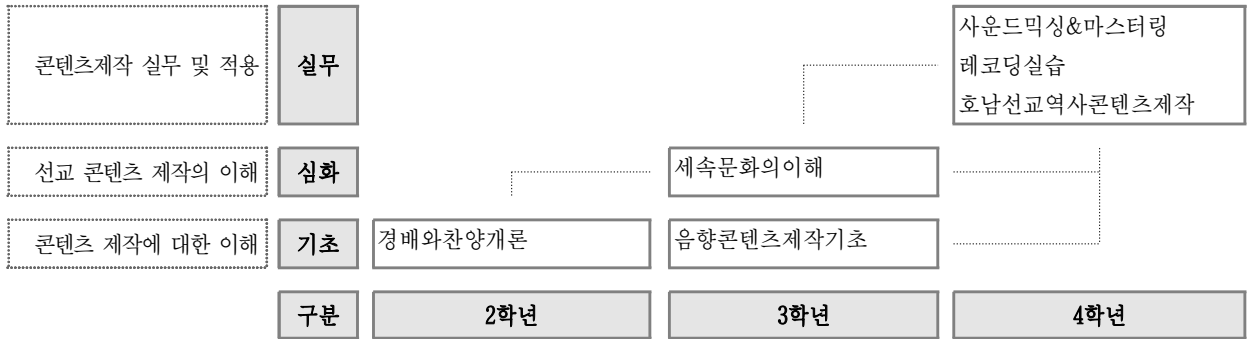 콘텐츠제작 실무 및 적용
실무
사운드믹싱&마스터링
레코딩실습
호남선교역사콘텐츠제작
선교 콘텐츠 제작의 이해
심화
세속문화의이해
콘텐츠 제작에 대한 이해
기초
경배와찬양개론
음향콘텐츠제작기초
구분
2학년
3학년
4학년